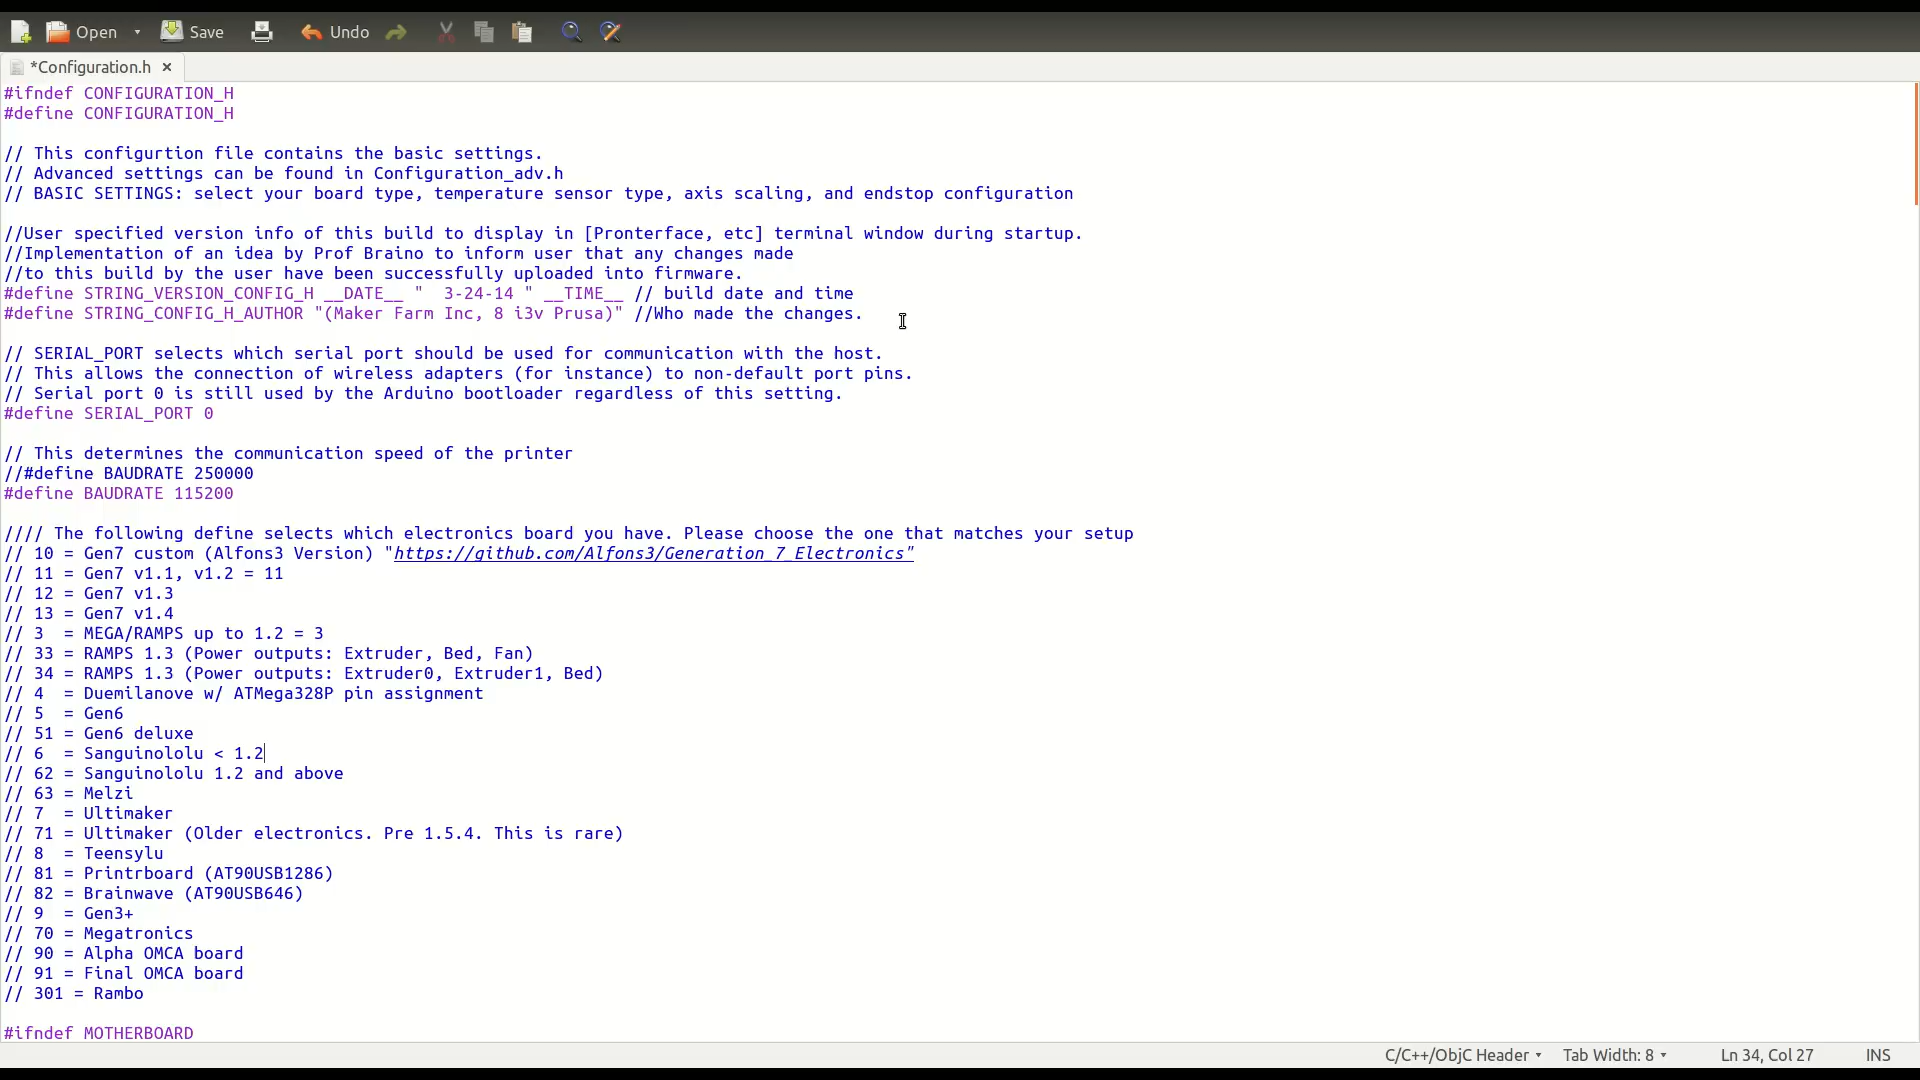 Open Save Undo
*Configuration.h ×
#ifndef CONFIGURATION_H
#define CONFIGURATION_H
// This configurtion file contains the basic settings.
// Advanced settings can be found in Configuration_adv.h
// BASIC SETTINGS: select your board type, temperature sensor type, axis scaling, and endstop configuration
//User specified version info of this build to display in [Pronterface, etc] terminal window during startup.
//Implementation of an idea by Prof Braino to inform user that any changes made
//to this build by the user have been successfully uploaded into firmware.
#define STRING_VERSION_CONFIG_H __DATE__ "  3-24-14 " __TIME__ // build date and time
#define STRING_CONFIG_H_AUTHOR "(Maker Farm Inc, 8 i3v Prusa)" //Who made the changes.
// SERIAL_PORT selects which serial port should be used for communication with the host.
// This allows the connection of wireless adapters (for instance) to non-default port pins.
// Serial port 0 is still used by the Arduino bootloader regardless of this setting.
#define SERIAL_PORT 0
// This determines the communication speed of the printer
//#define BAUDRATE 250000
#define BAUDRATE 115200
//// The following define selects which electronics board you have. Please choose the one that matches your setup
// 10 = Gen7 custom (Alfons3 Version) "https://github.com/Alfons3/Generation_7_Electronics"
// 11 = Gen7 v1.1, v1.2 = 11
// 12 = Gen7 v1.3
// 13 = Gen7 v1.4
// 3  = MEGA/RAMPS up to 1.2 = 3
// 33 = RAMPS 1.3 (Power outputs: Extruder, Bed, Fan)
// 34 = RAMPS 1.3 (Power outputs: Extruder0, Extruder1, Bed)
// 4  = Duemilanove w/ ATMega328P pin assignment
// 5  = Gen6
// 51 = Gen6 deluxe
// 6  = Sanguinololu < 1.2
// 62 = Sanguinololu 1.2 and above
// 63 = Melzi
// 7  = Ultimaker
// 71 = Ultimaker (Older electronics. Pre 1.5.4. This is rare)
// 8  = Teensylu
// 81 = Printrboard (AT90USB1286)
// 82 = Brainwave (AT90USB646)
// 9  = Gen3+
// 70 = Megatronics
// 90 = Alpha OMCA board
// 91 = Final OMCA board
// 301 = Rambo
#ifndef MOTHERBOARD
C/C++/ObjC Header Tab Width: 8 Ln 34, Col 27 INS